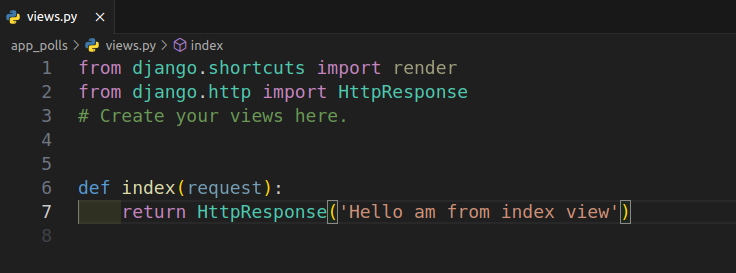 views.py ×
app_polls > views.py > index
1 from django.shortcuts import render
2 from django.http import HttpResponse
3 # Create your views here.
4
5
6 def index(request):
7     return HttpResponse('Hello am from index view')
8